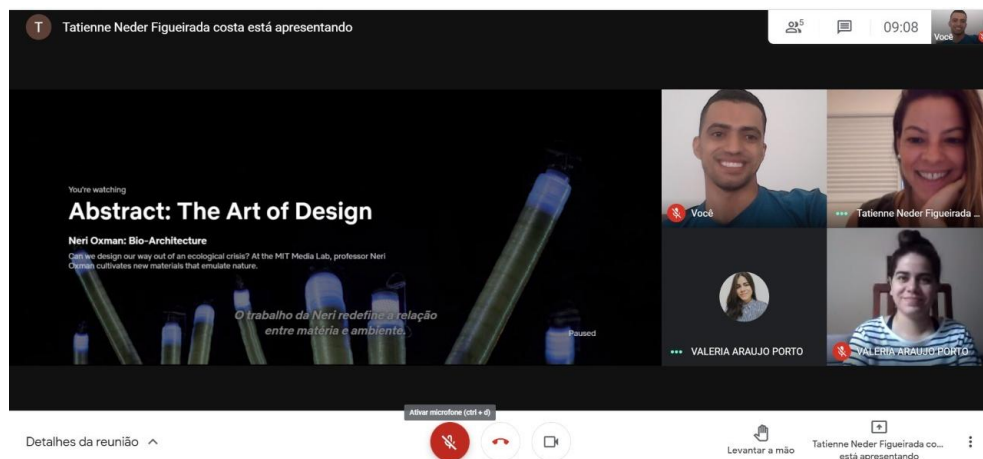 T
Tatienne Neder Figueirada costa está apresentando
5
09:08
Você
You're watching
Abstract: The Art of Design
Neri Oxman: Bio-Architecture
Can we design our way out of an ecological crisis? At the MIT Media Lab, professor Neri
Oxman cultivates new materials that emulate nature.
O trabalho da Neri redefine a relação
entre matéria e ambiente.
Paused
Você
Tatienne Neder Figueirada ...
VALERIA ARAUJO PORTO
VALERIA ARAUJO PORTO
Ativar microfone (ctrl + d)
Detalhes da reunião
Levantar a mão
Tatienne Neder Figueirada co...
está apresentando